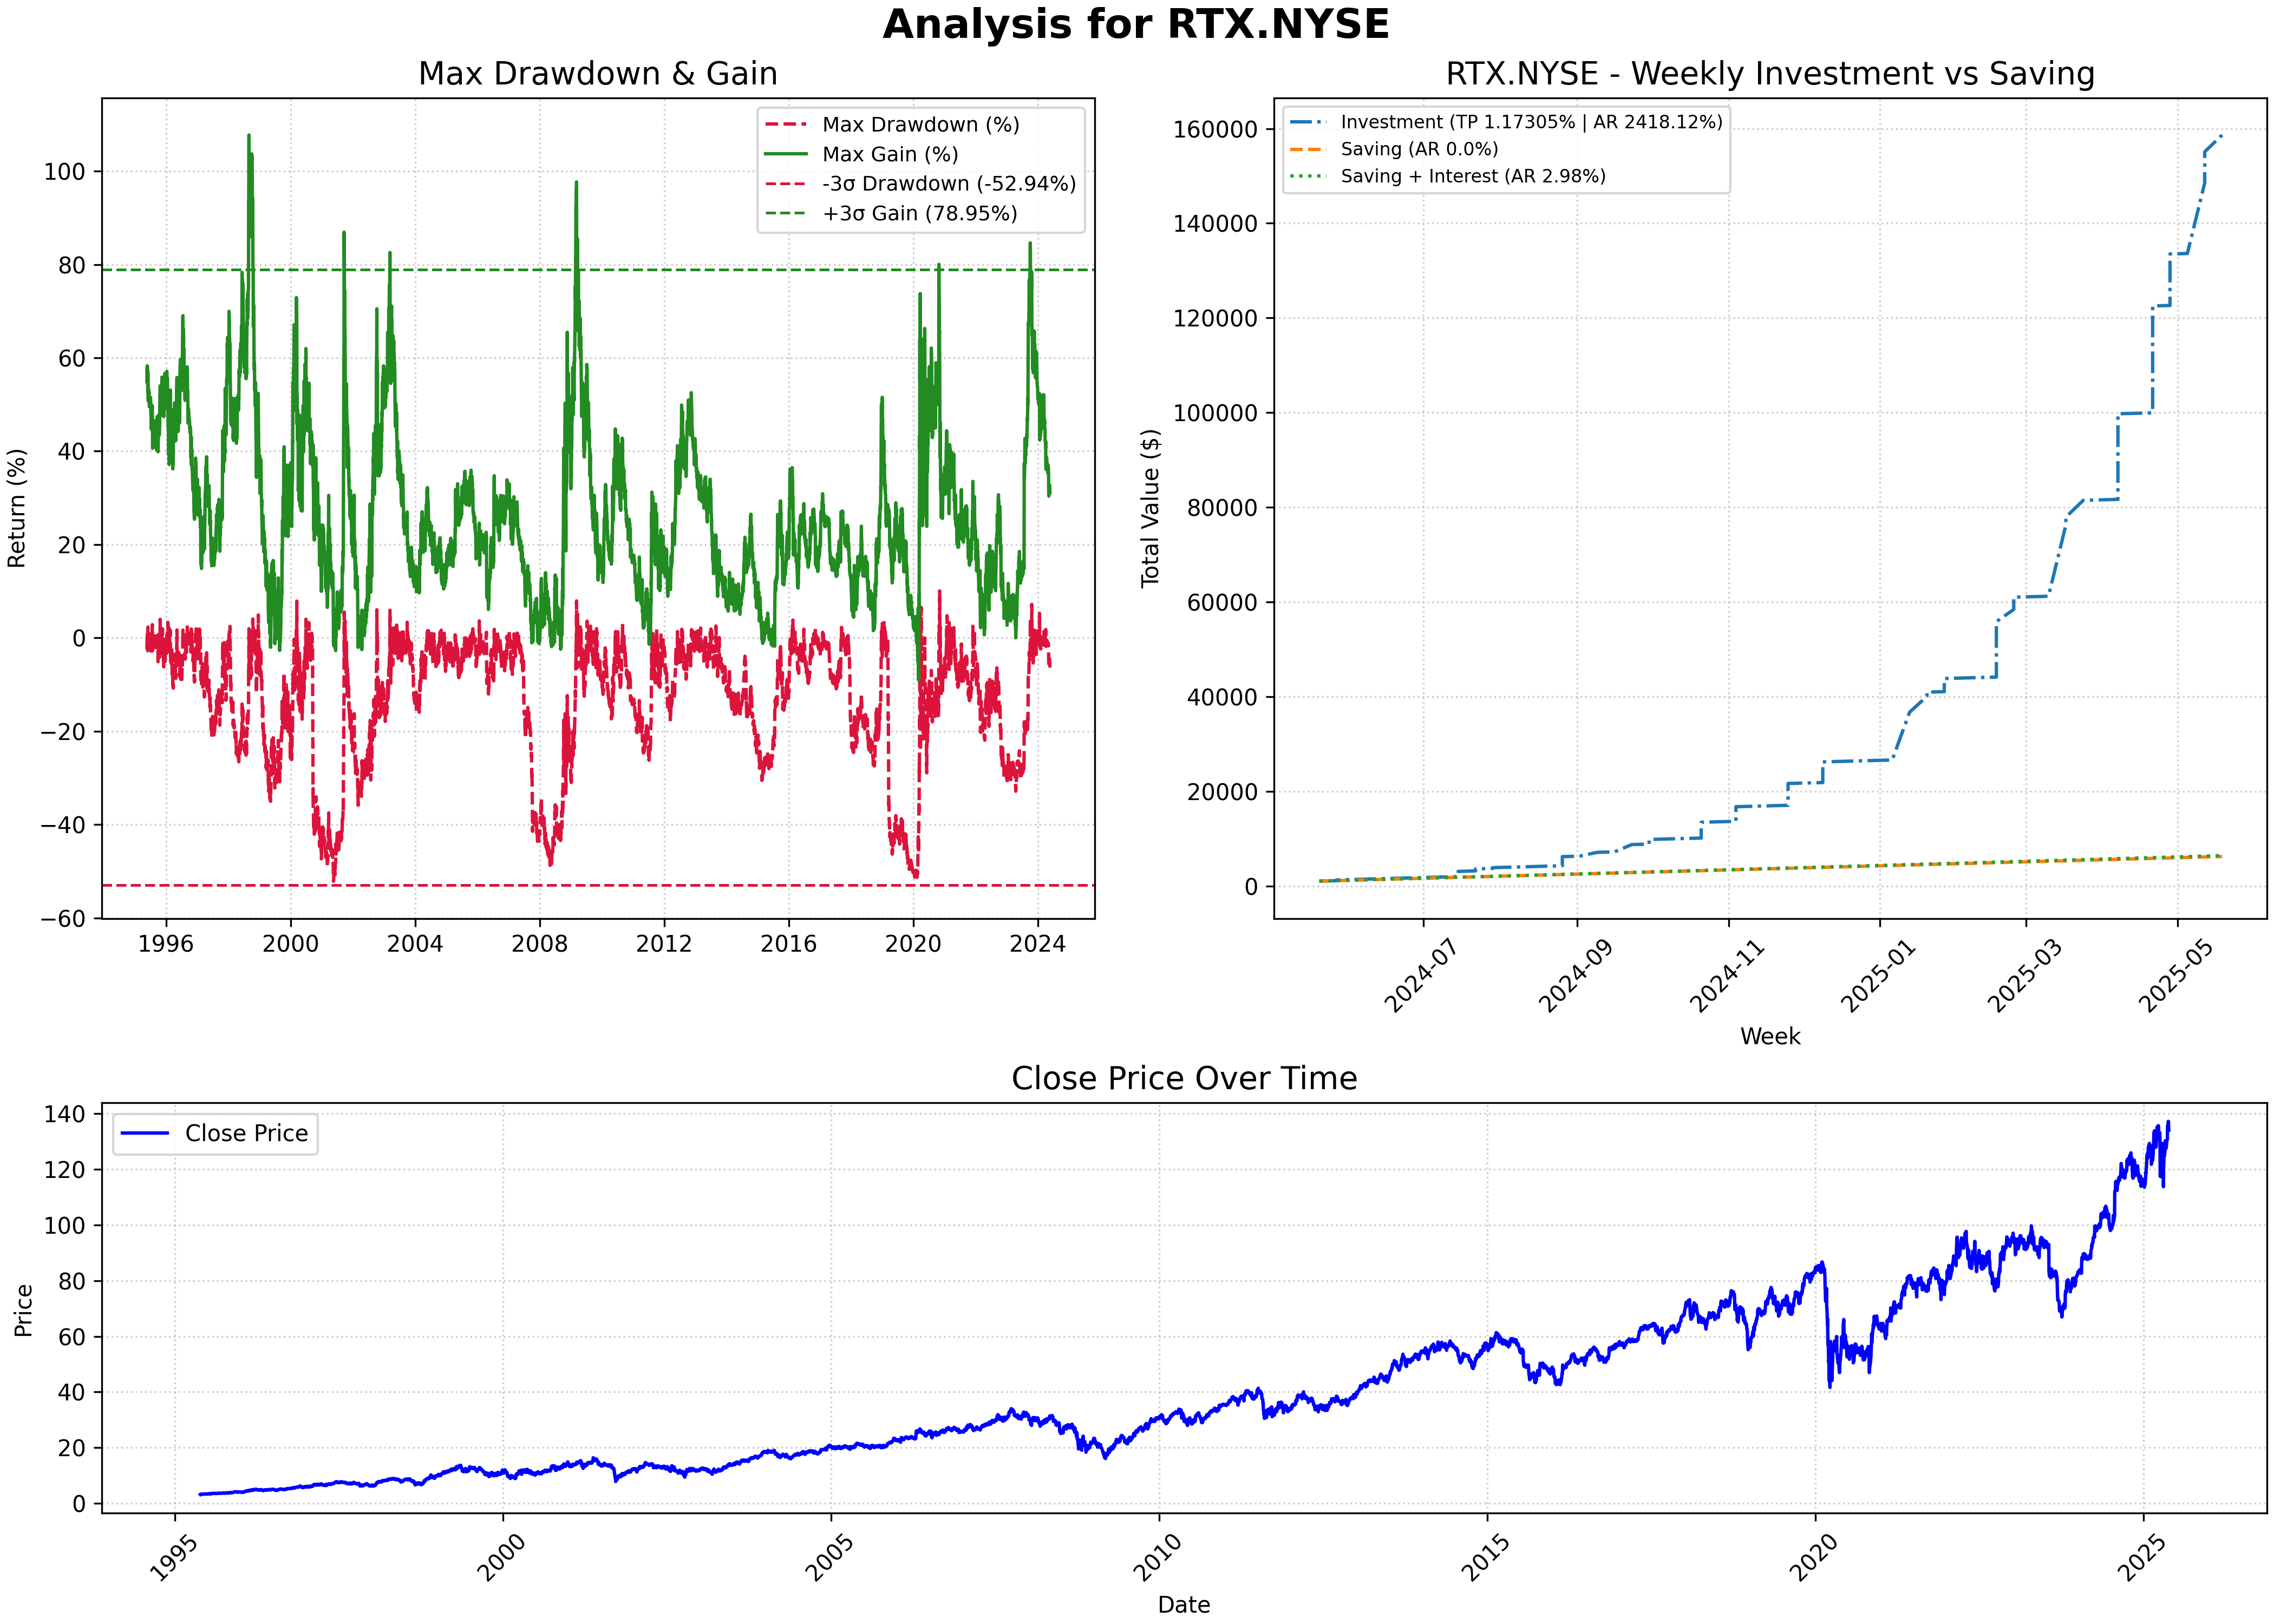 Analysis for RTX.NYSE
Max Drawdown & Gain
Return (%)
100
80
60
40
20
0
−20
−40
−60
1996
2000
2004
2008
2012
2016
2020
2024
Max Drawdown (%)
Max Gain (%)
-3σ Drawdown (-52.94%)
+3σ Gain (78.95%)
RTX.NYSE - Weekly Investment vs Saving
Total Value ($)
160000
140000
120000
100000
80000
60000
40000
20000
0
2024-07
2024-09
2024-11
2025-01
2025-03
2025-05
Week
Investment (TP 1.17305% | AR 2418.12%)
Saving (AR 0.0%)
Saving + Interest (AR 2.98%)
Close Price Over Time
Price
140
120
100
80
60
40
20
0
1995
2000
2005
2010
2015
2020
2025
Date
Close Price